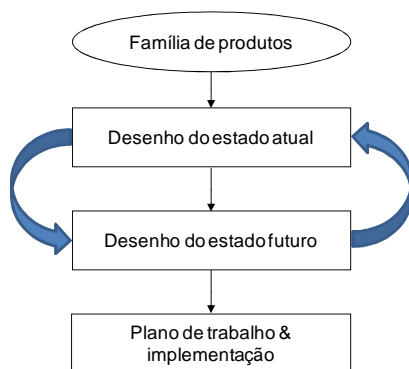 Família de produtos
Desenho do estado atual
Desenho do estado futuro
Plano de trabalho &
implementação